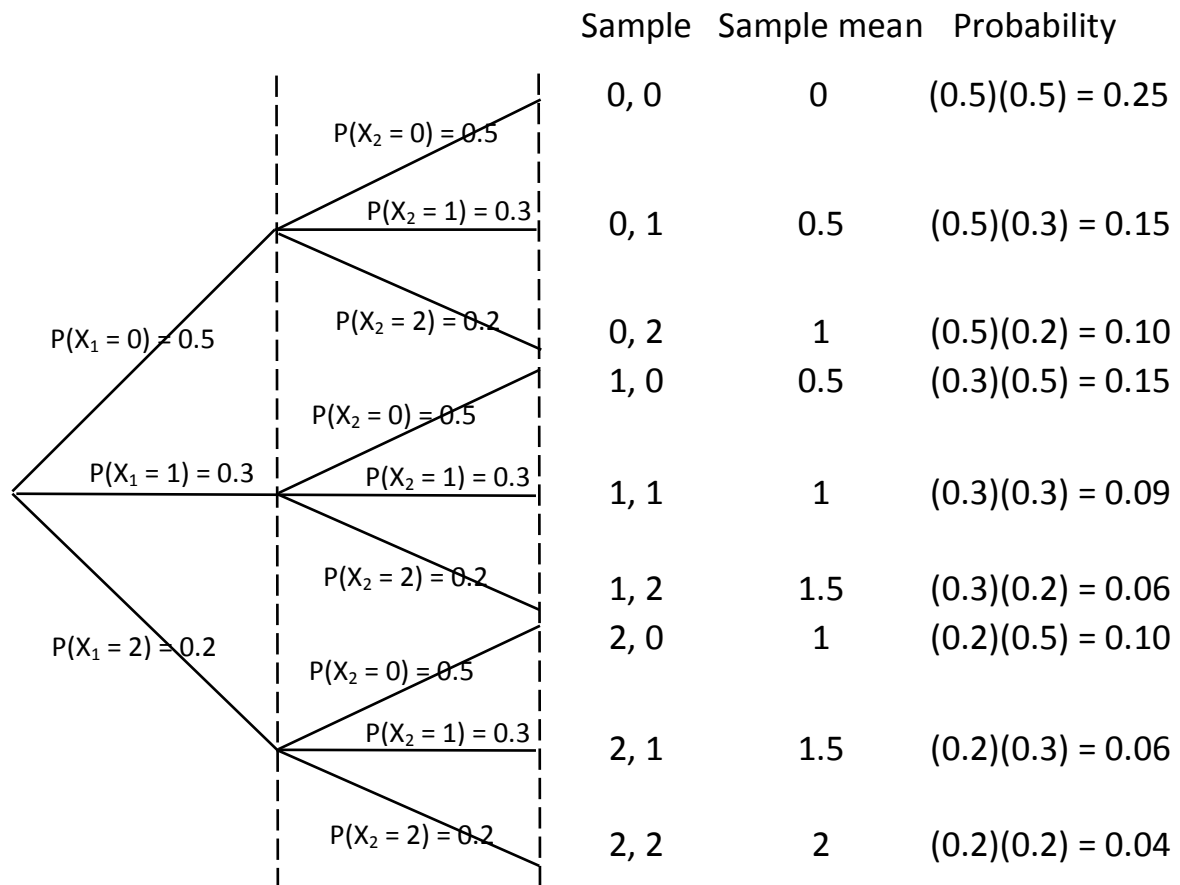 Sample Sample mean Probability
0, 0 0 (0.5)(0.5) = 0.25
P(X₂ = 0) = 0.5
P(X₂ = 1) = 0.3
0, 1 0.5 (0.5)(0.3) = 0.15
P(X₂ = 2) = 0.2
P(X₁ = 0) = 0.5
0, 2 1 (0.5)(0.2) = 0.10
1, 0 0.5 (0.3)(0.5) = 0.15
P(X₂ = 0) = 0.5
P(X₁ = 1) = 0.3
P(X₂ = 1) = 0.3
1, 1 1 (0.3)(0.3) = 0.09
P(X₂ = 2) = 0.2
1, 2 1.5 (0.3)(0.2) = 0.06
P(X₁ = 2) = 0.2
2, 0 1 (0.2)(0.5) = 0.10
P(X₂ = 0) = 0.5
P(X₂ = 1) = 0.3
2, 1 1.5 (0.2)(0.3) = 0.06
P(X₂ = 2) = 0.2
2, 2 2 (0.2)(0.2) = 0.04